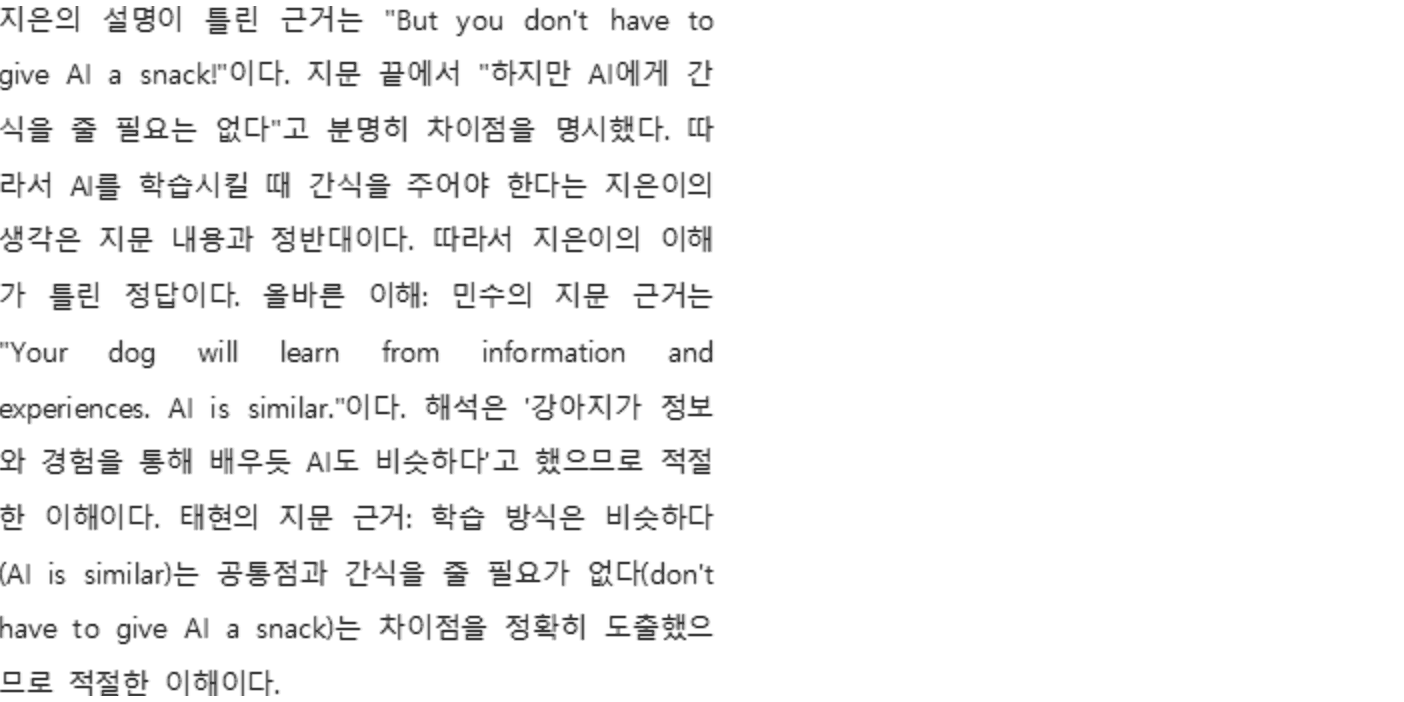 지은의 설명이 틀린 근거는 "But you don't have to
give AI a snack!"이다. 지문 끝에서 "하지만 AI에게 간
식을 줄 필요는 없다"고 분명히 차이점을 명시했다. 따
라서 AI를 학습시킬 때 간식을 주어야 한다는 지은이의
생각은 지문 내용과 정반대이다. 따라서 지은이의 이해
가 틀린 정답이다. 올바른 이해: 민수의 지문 근거는
"Your dog will learn from information and
experiences. AI is similar."이다. 해석은 '강아지가 정보
와 경험을 통해 배우듯 AI도 비슷하다'고 했으므로 적절
한 이해이다. 태현의 지문 근거: 학습 방식은 비슷하다
(AI is similar)는 공통점과 간식을 줄 필요가 없다(don't
have to give AI a snack)는 차이점을 정확히 도출했으
므로 적절한 이해이다.